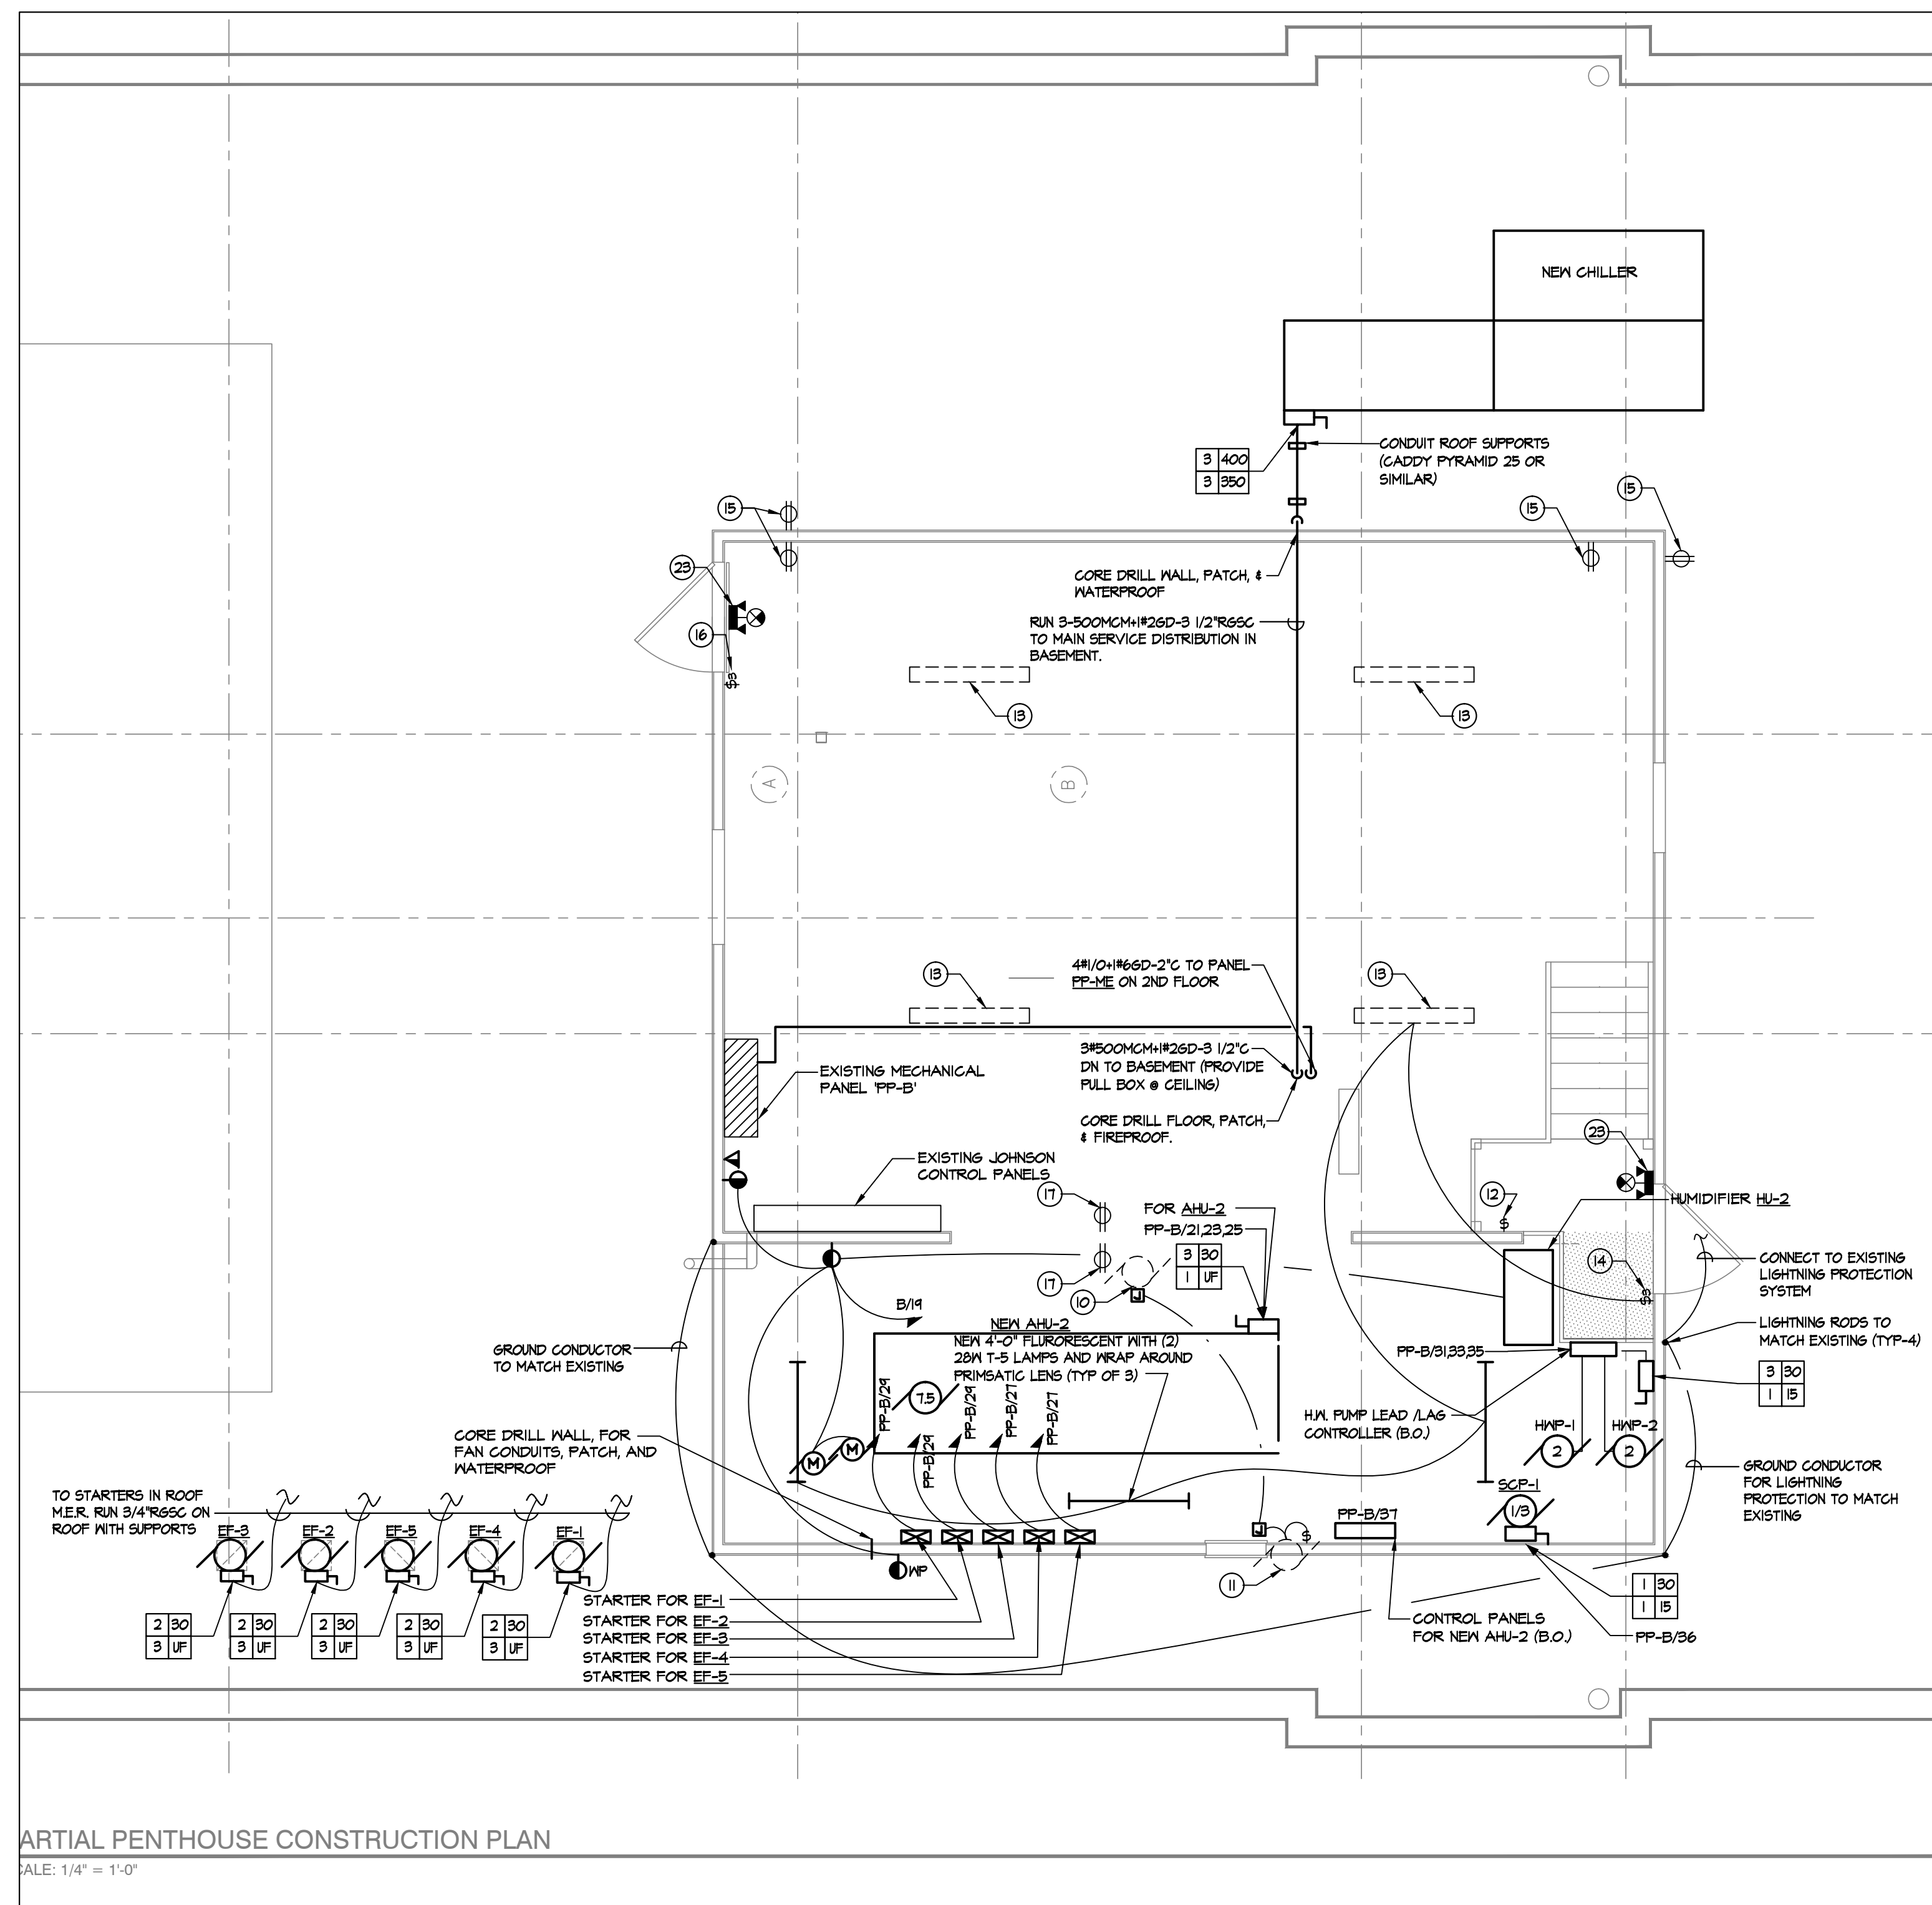 NEW CHILLER
CONDUIT ROOF SUPPORTS
(CADDY PYRAMID 25 OR
SIMILAR)
3 400
3 350
15
15
15
23
16
CORE DRILL WALL, PATCH, &
WATERPROOF
RUN 3-500MCM+1#2GD-3 1/2"RGSC
TO MAIN SERVICE DISTRIBUTION IN
BASEMENT.
$3
13
13
A
B
13
13
4#1/0+1#6GD-2"C TO PANEL
PP-ME ON 2ND FLOOR
3#500MCM+1#2GD-3 1/2"C
DN TO BASEMENT (PROVIDE
PULL BOX @ CEILING)
EXISTING MECHANICAL
PANEL 'PP-B'
CORE DRILL FLOOR, PATCH,
& FIREPROOF.
23
EXISTING JOHNSON
CONTROL PANELS
17
12
$
FOR AHU-2
PP-B/21,23,25
HUMIDIFIER HU-2
3 30
1 UF
17
10
J
14
$3
CONNECT TO EXISTING
LIGHTNING PROTECTION
SYSTEM
B/19
NEW AHU-2
NEW 4'-0" FLURORESCENT WITH (2)
28W T-5 LAMPS AND WRAP AROUND
PRIMSATIC LENS (TYP OF 3)
LIGHTNING RODS TO
MATCH EXISTING (TYP-4)
GROUND CONDUCTOR
TO MATCH EXISTING
PP-B/31,33,35
3 30
1 15
7.5
PP-B/29
PP-B/29
PP-B/29
PP-B/27
PP-B/27
H.W. PUMP LEAD /LAG
CONTROLLER (B.O.)
HWP-1
HWP-2
2
2
M
M
CORE DRILL WALL, FOR
FAN CONDUITS, PATCH, AND
WATERPROOF
GROUND CONDUCTOR
FOR LIGHTNING
PROTECTION TO MATCH
EXISTING
SCP-1
1/3
TO STARTERS IN ROOF
M.E.R. RUN 3/4"RGSC ON
ROOF WITH SUPPORTS
EF-3
EF-2
EF-5
EF-4
EF-1
PP-B/37
J
$
WP
11
2 30
3 UF
2 30
3 UF
2 30
3 UF
2 30
3 UF
2 30
3 UF
1 30
1 15
STARTER FOR EF-1
STARTER FOR EF-2
STARTER FOR EF-3
STARTER FOR EF-4
STARTER FOR EF-5
CONTROL PANELS
FOR NEW AHU-2 (B.O.)
PP-B/36
ARTIAL PENTHOUSE CONSTRUCTION PLAN
CALE: 1/4" = 1'-0"